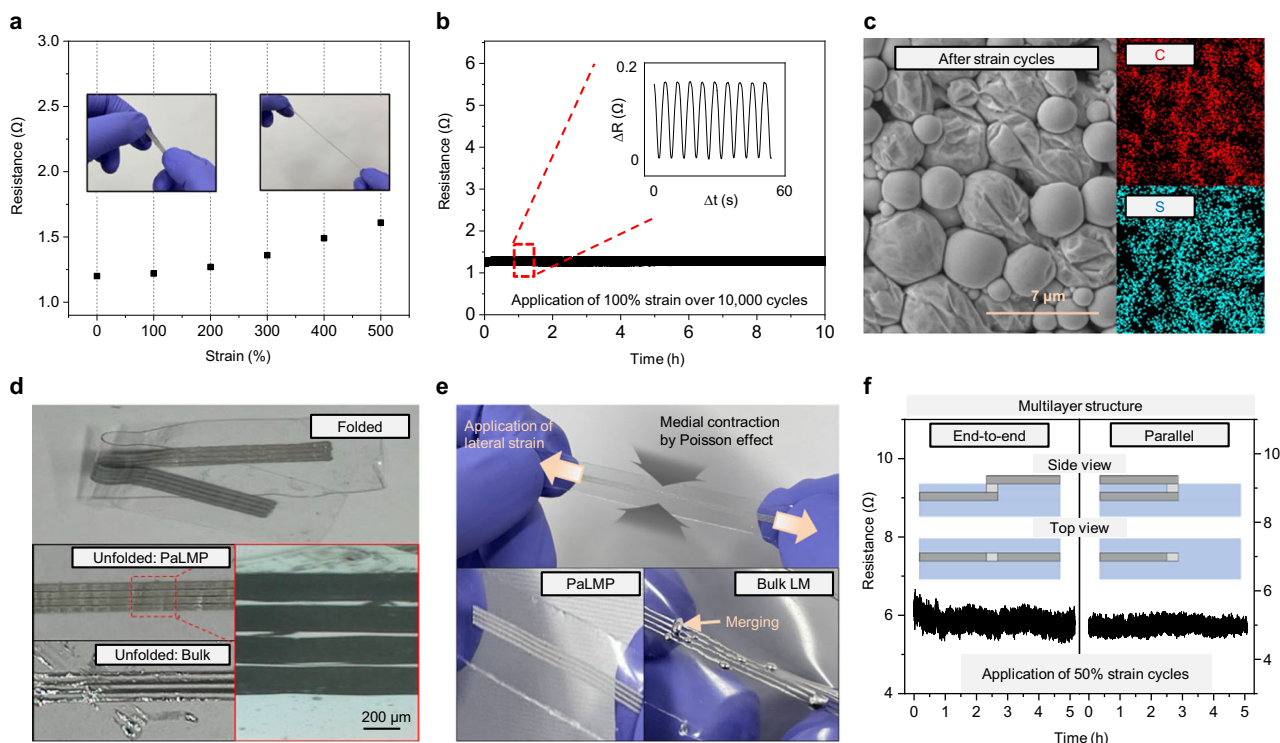 a
3.0
2.5
2.0
1.5
1.0
Resistance (Ω)
0
100
200
300
400
500
Strain (%)
b
6
5
4
3
2
1
0
Resistance (Ω)
0.2
0
ΔR (Ω)
0
60
Δt (s)
Application of 100% strain over 10,000 cycles
0
2
4
6
8
10
Time (h)
c
After strain cycles
7 µm
C
S
d
Folded
Unfolded: PaLMP
Unfolded: Bulk
200 µm
e
Application of
lateral strain
Medial contraction
by Poisson effect
PaLMP
Bulk LM
Merging
f
Multilayer structure
End-to-end
Parallel
Side view
Top view
10
8
6
4
Resistance (Ω)
10
8
6
4
Application of 50% strain cycles
0 1 2 3 4 5
0 1 2 3 4 5
Time (h)